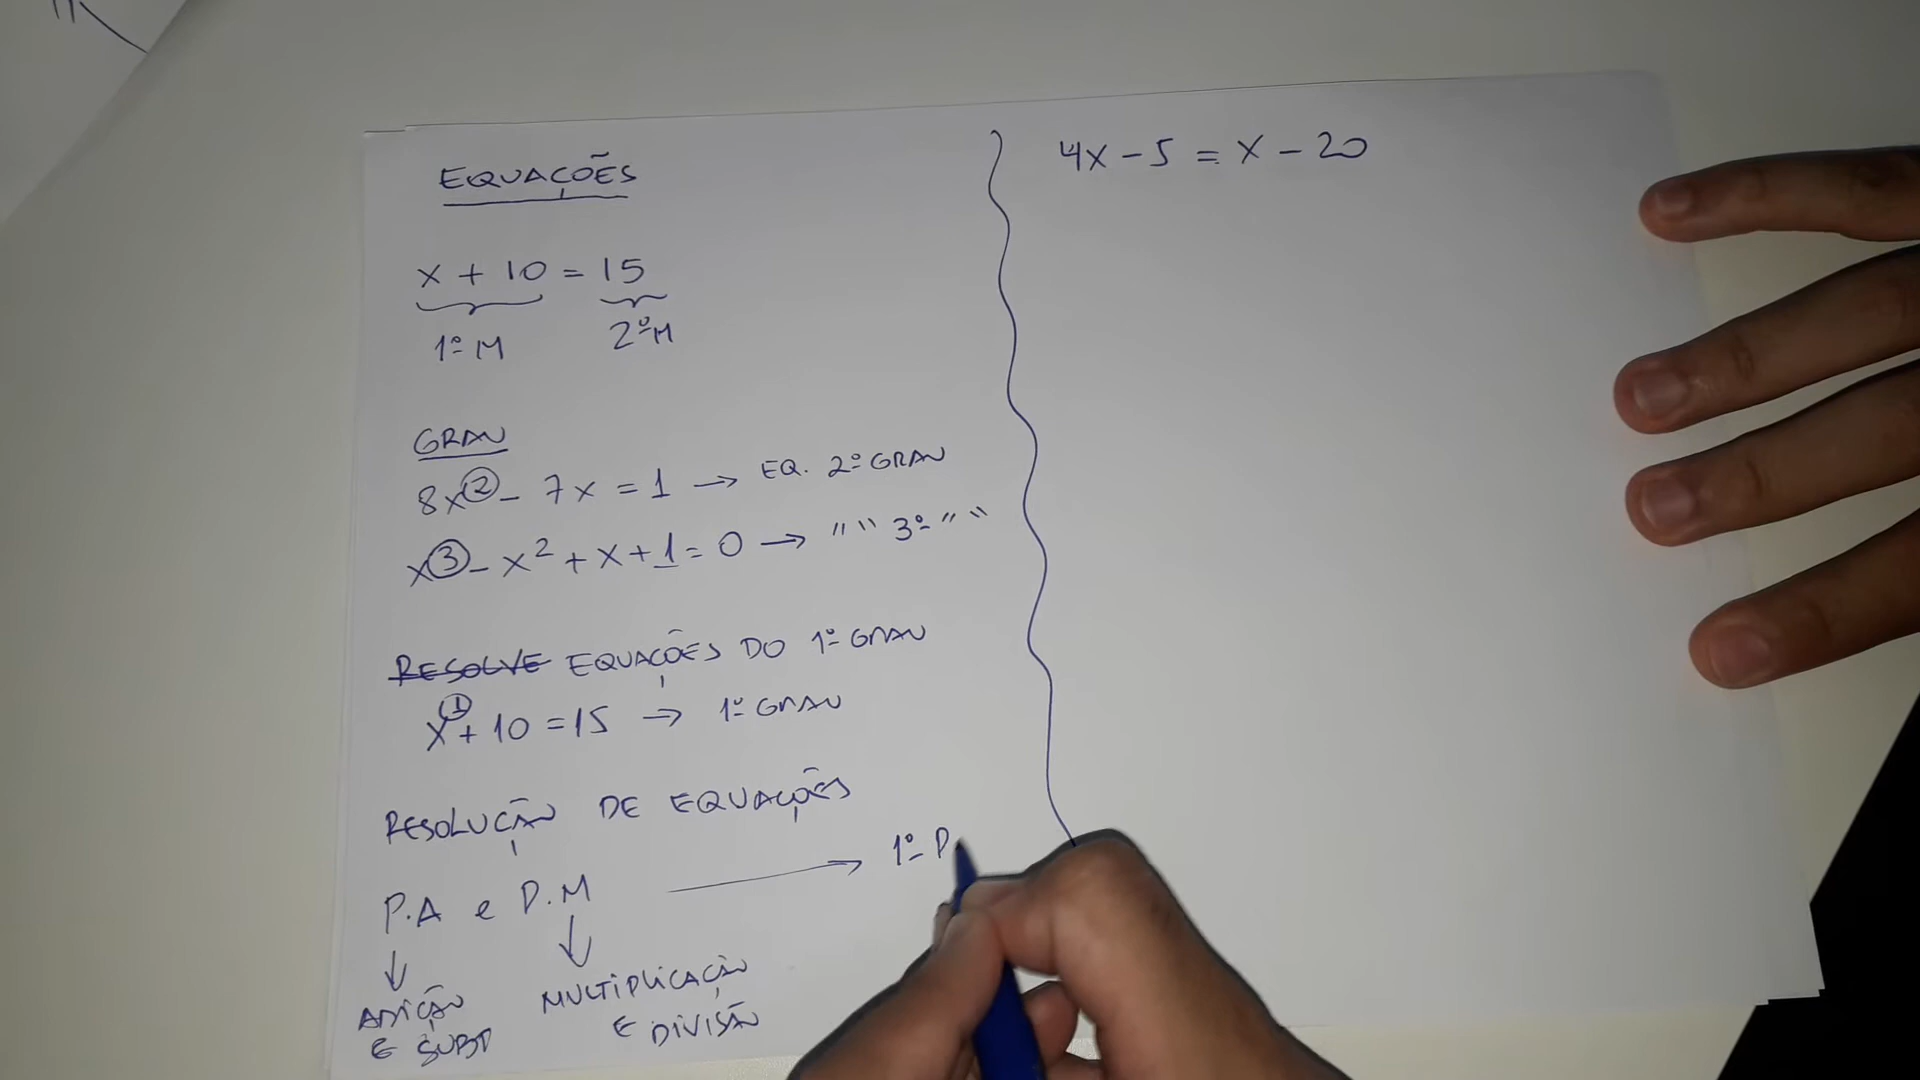 EQUAÇÕES
x + 10 = 15
1º M 2º M
GRAU
8x² - 7x = 1 → EQ. 2º GRAU
x³ - x² + x + 1 = 0 → " " 3º " "
RESOLVE EQUAÇÕES DO 1º GRAU
x¹ + 10 = 15 → 1º GRAU
RESOLUÇÃO DE EQUAÇÕES
P.A e P.M → 1º P.
ADIÇÃO
E SUBT
MULTIPLICAÇÃO
E DIVISÃO
4x - 5 = x - 20